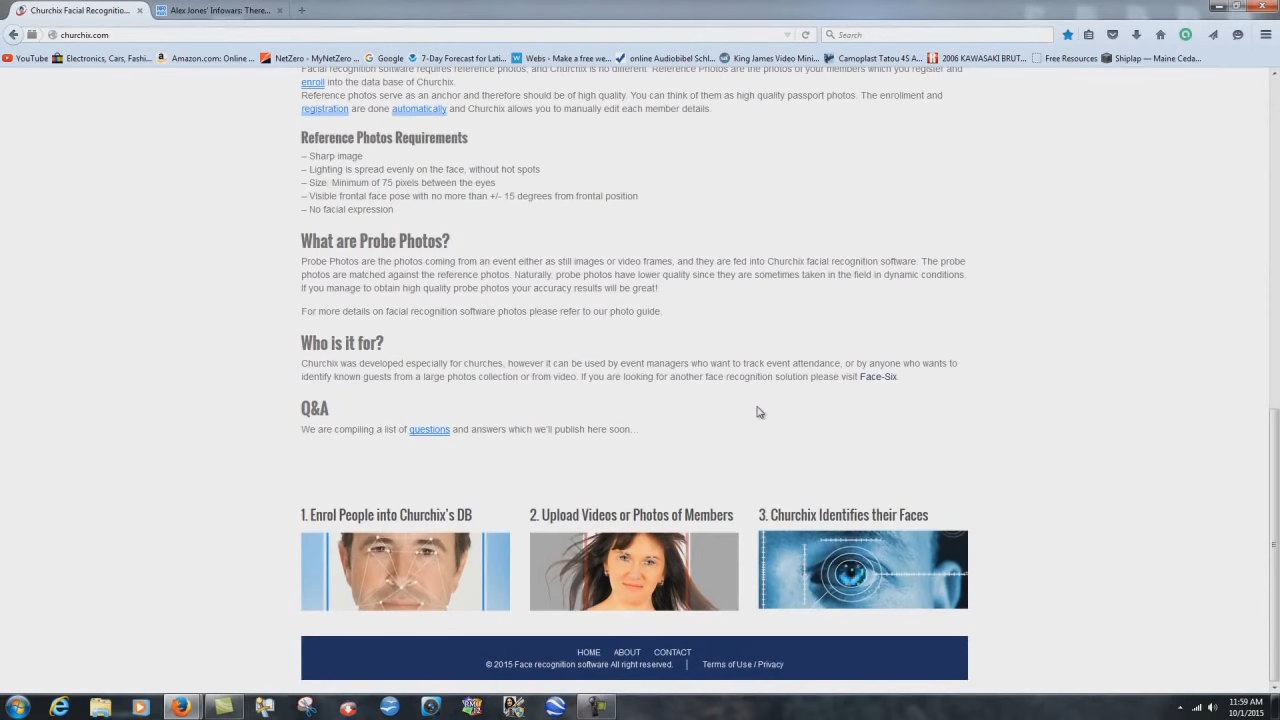 Churchix Facial Recognitio...
Alex Jones' Infowars: There...
churchix.com
Search
YouTube
Electronics, Cars, Fashi...
Amazon.com: Online ...
NetZero - MyNetZero ...
Google
7-Day Forecast for Lati...
Webs - Make a free we...
online Audiobibel Schl...
King James Video Mini...
Camoplast Tatou 4S A...
2006 KAWASAKI BRUT...
Free Resources
Shiplap — Maine Ceda...
Facial recognition software requires reference photos, and Churchix is no different. Reference Photos are the photos of your members which you register and
enroll into the data base of Churchix.
Reference photos serve as an anchor and therefore should be of high quality. You can think of them as high quality passport photos. The enrollment and
registration are done automatically and Churchix allows you to manually edit each member details.
Reference Photos Requirements
– Sharp image
– Lighting is spread evenly on the face, without hot spots
– Size: Minimum of 75 pixels between the eyes
– Visible frontal face pose with no more than +/- 15 degrees from frontal position
– No facial expression
What are Probe Photos?
Probe Photos are the photos coming from an event either as still images or video frames, and they are fed into Churchix facial recognition software. The probe
photos are matched against the reference photos. Naturally, probe photos have lower quality since they are sometimes taken in the field in dynamic conditions.
If you manage to obtain high quality probe photos your accuracy results will be great!
For more details on facial recognition software photos please refer to our photo guide.
Who is it for?
Churchix was developed especially for churches, however it can be used by event managers who want to track event attendance, or by anyone who wants to
identify known guests from a large photos collection or from video. If you are looking for another face recognition solution please visit Face-Six.
Q&A
We are compiling a list of questions and answers which we'll publish here soon…
1. Enrol People into Churchix's DB
2. Upload Videos or Photos of Members
3. Churchix Identifies their Faces
HOME ABOUT CONTACT
© 2015 Face recognition software All right reserved. | Terms of Use / Privacy
11:59 AM
10/1/2015